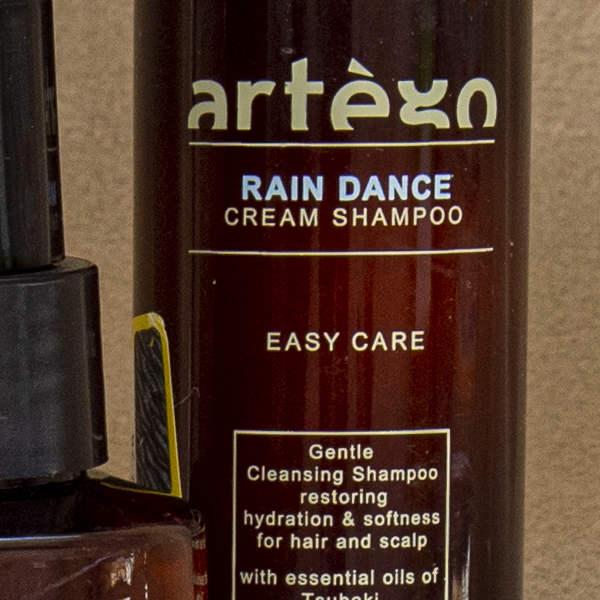 artègo
RAIN DANCE
CREAM SHAMPOO
EASY CARE
Gentle
Cleansing Shampoo
restoring
hydration & softness
for hair and scalp
with essential oils of
Tsubaki